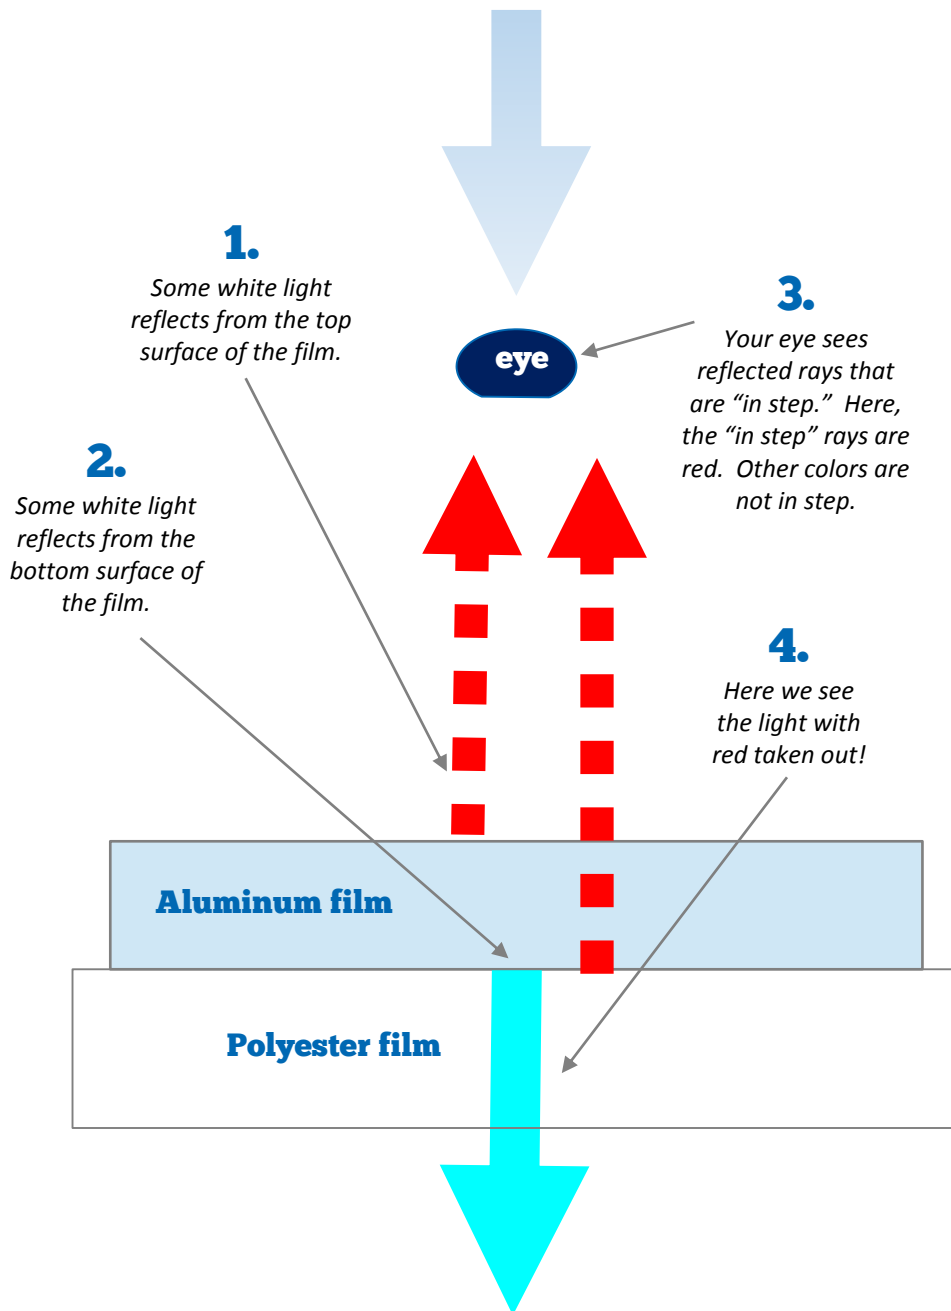 1.
Some white light
reflects from the top
surface of the film.
eye
3.
Your eye sees
reflected rays that
are “in step.” Here,
the “in step” rays are
red. Other colors are
not in step.
2.
Some white light
reflects from the
bottom surface of
the film.
4.
Here we see
the light with
red taken out!
Aluminum film
Polyester film